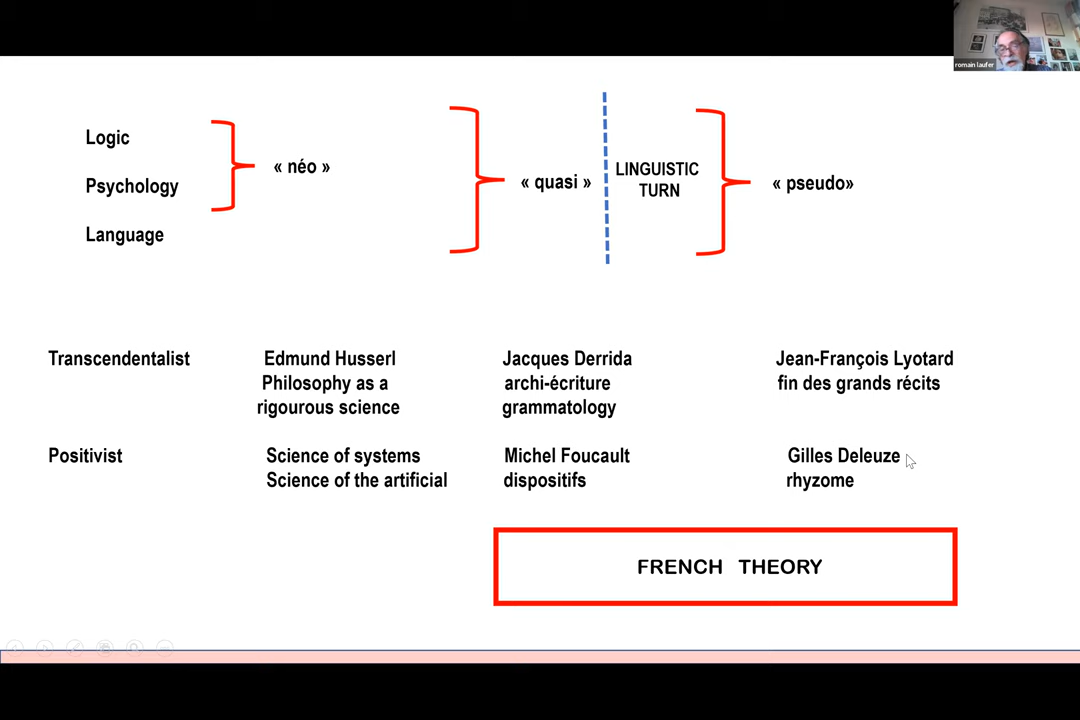 romain laufer
Logic
Psychology
Language
« néo »
« quasi »
LINGUISTIC
TURN
« pseudo»
Transcendentalist
Edmund Husserl
Philosophy as a
rigourous science
Jacques Derrida
archi-écriture
grammatology
Jean-François Lyotard
fin des grands récits
Positivist
Science of systems
Science of the artificial
Michel Foucault
dispositifs
Gilles Deleuze
rhyzome
FRENCH THEORY